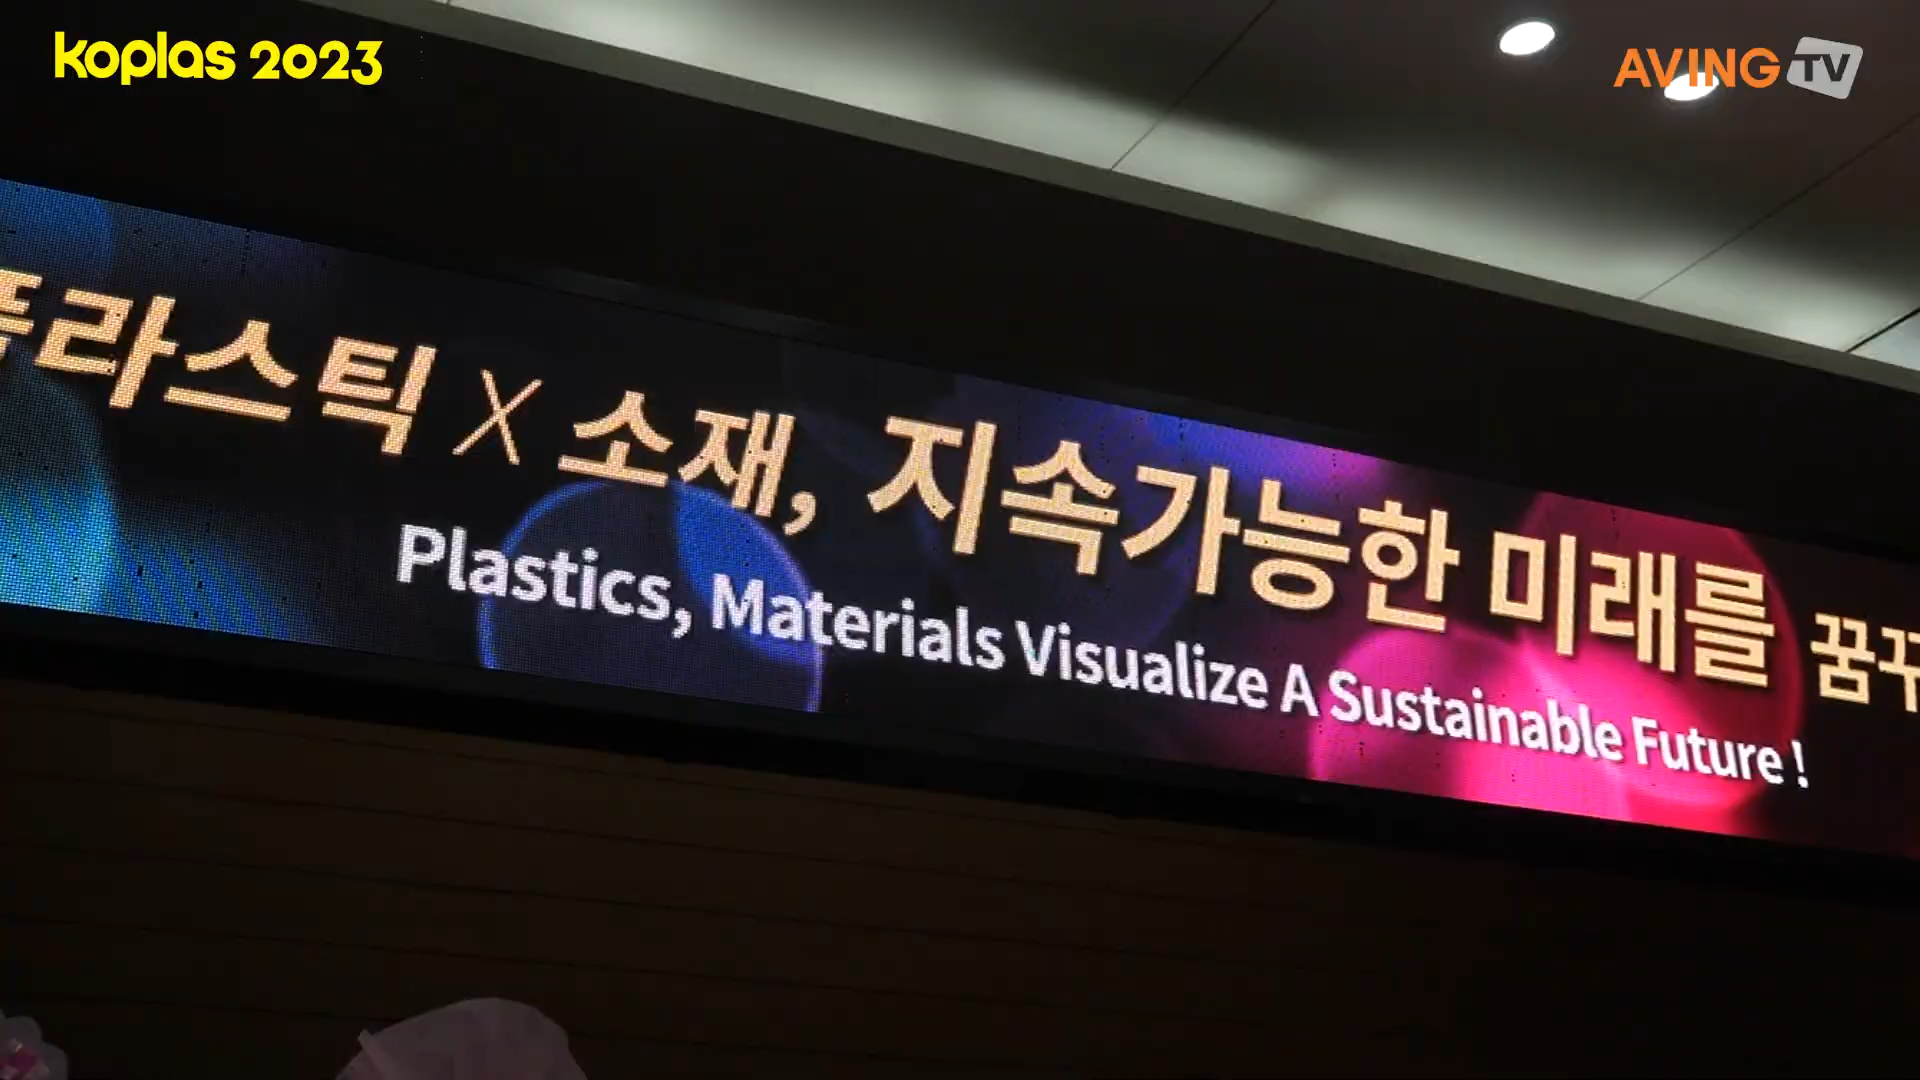 koplas 2023
AVING TV
플라스틱 X 소재, 지속가능한 미래를
Plastics, Materials Visualize A Sustainable Future !